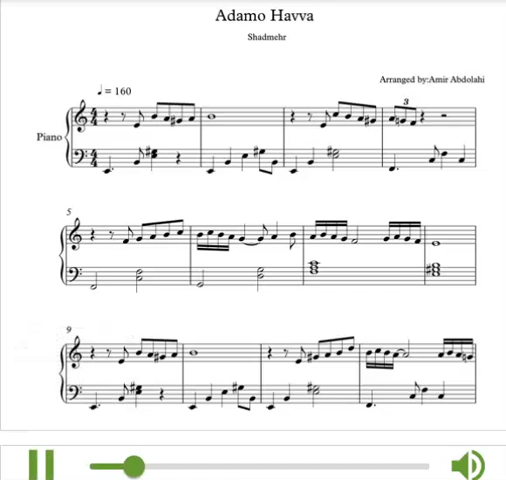 Adamo Havva
Shadmehr
Arranged by:Amir Abdolahi
♩ = 160
3
Piano
5
9